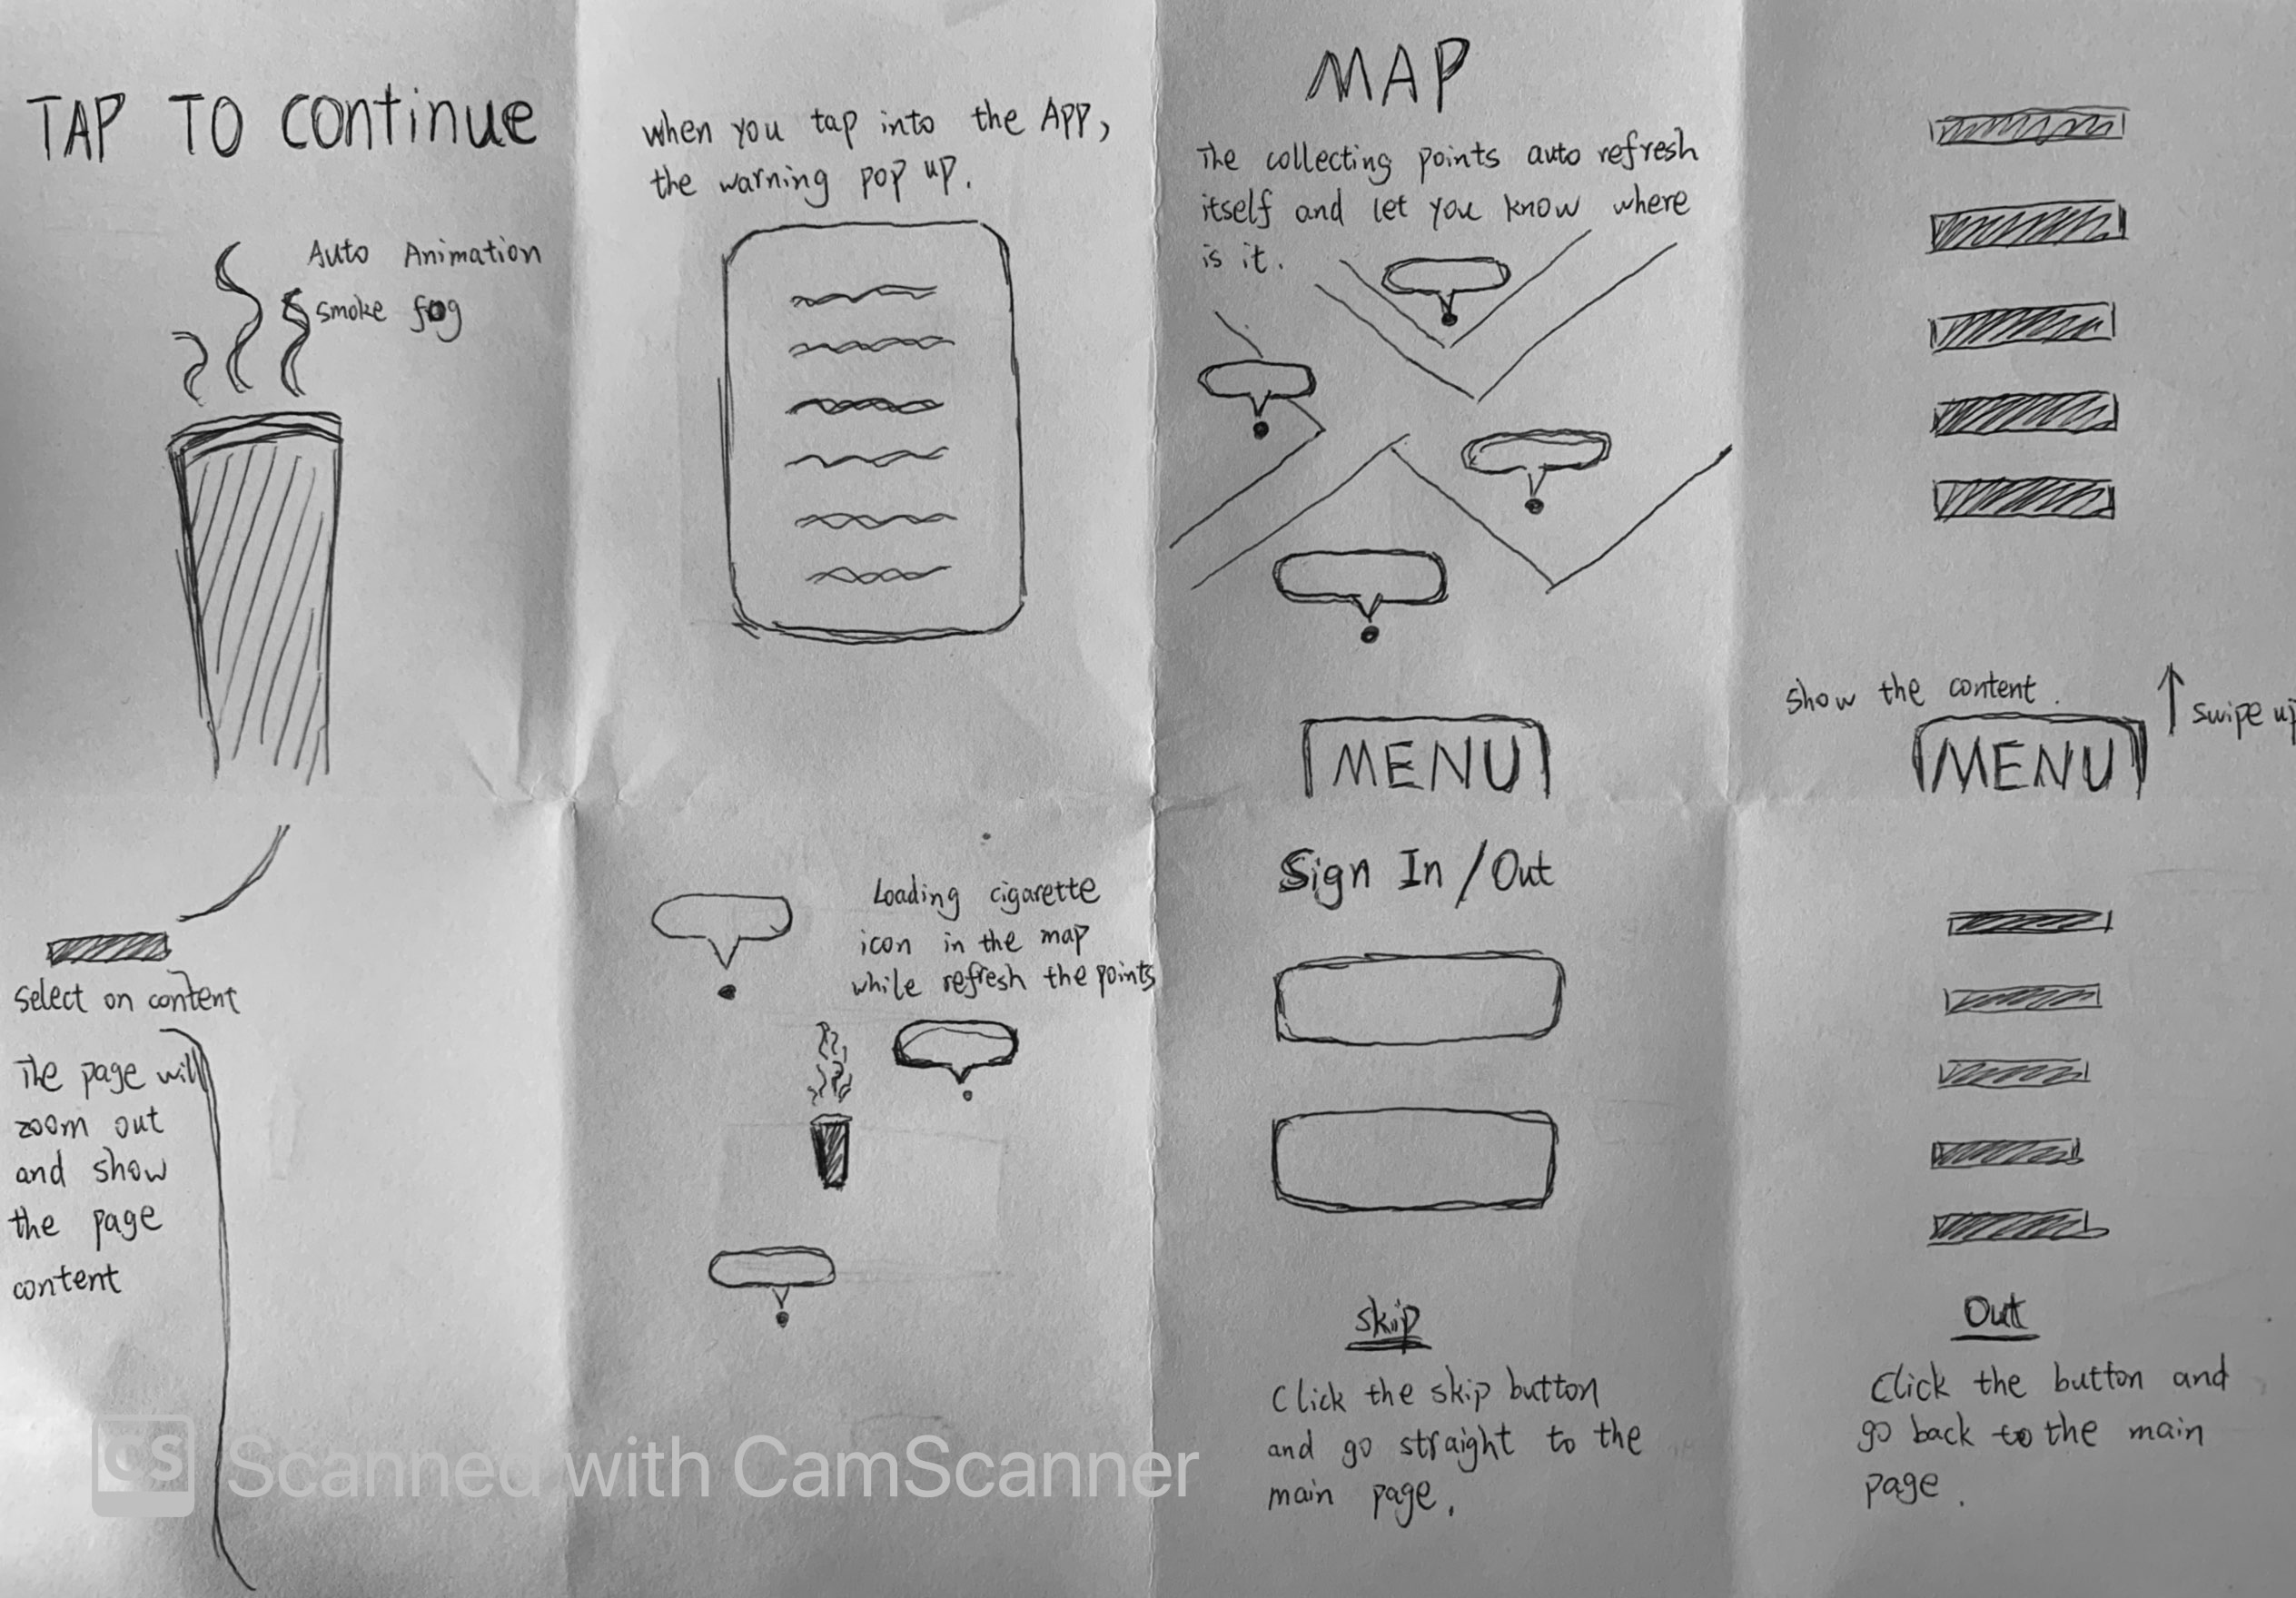 TAP TO continue
Auto Animation
smoke fog
when you tap into the App,
the warning pop up.
MAP
The collecting points auto refresh
itself and let you know where
is it.
MENU
Show the content.
swipe up
MENU
Select on content
The page will
zoom out
and show
the page
content
Loading cigarette
icon in the map
while refresh the points
Sign In/Out
skip
Click the skip button
and go straight to the
main page.
Out
Click the button and
go back to the main
page.
CS Scanned with CamScanner